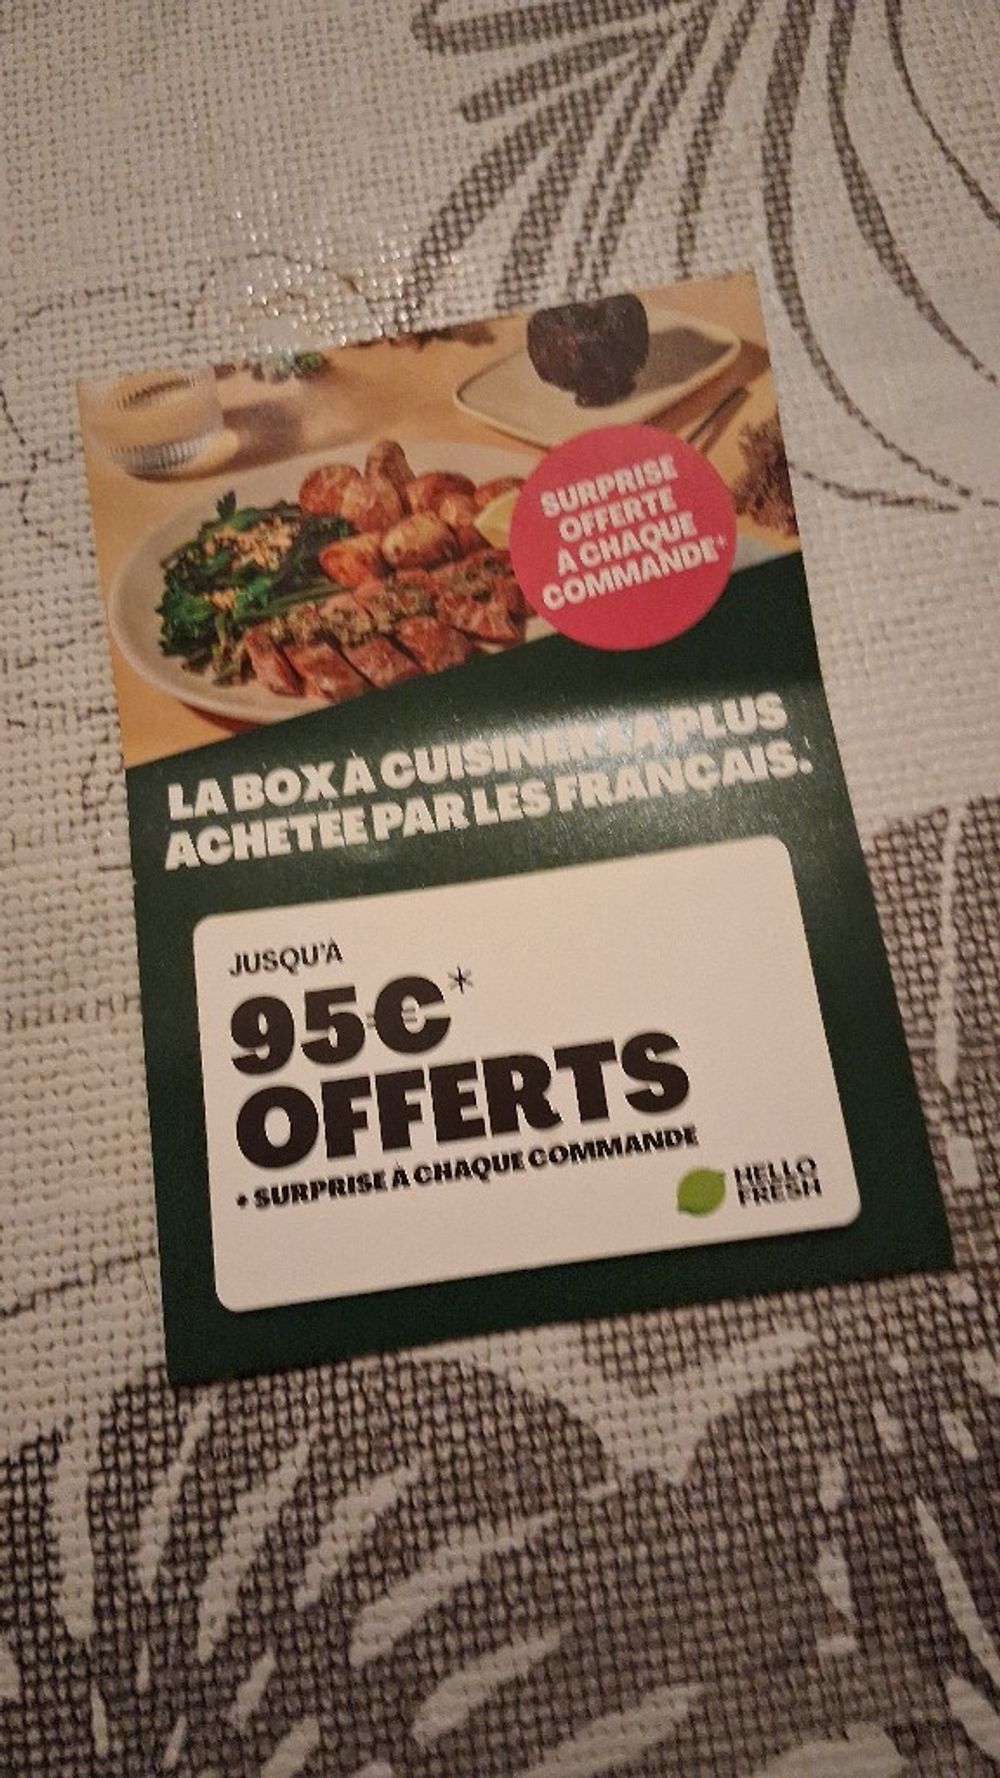 SURPRISE
OFFERTE
À CHAQUE
COMMANDE+
LA BOX À CUISINER LA PLUS
ACHETÉE PAR LES FRANÇAIS.
JUSQU'À
95€*
OFFERTS
+ SURPRISE À CHAQUE COMMANDE
HELLO
FRESH